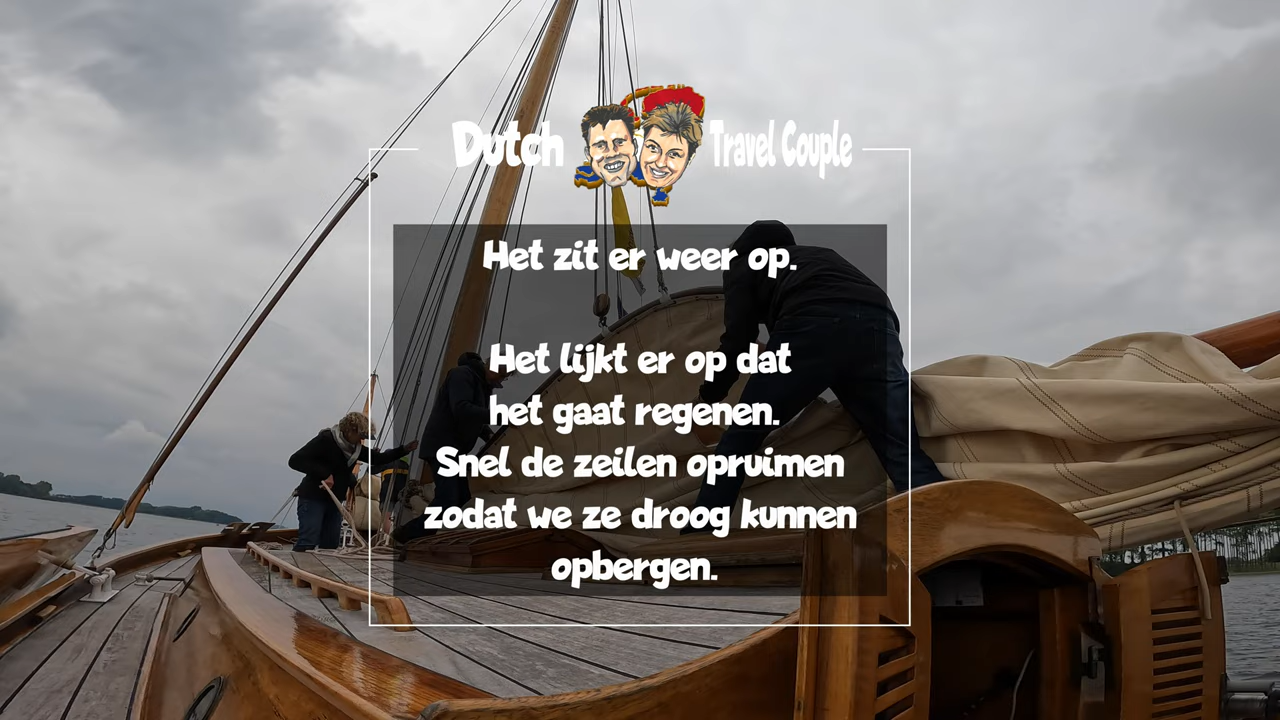 Dutch Travel Couple
Het zit er weer op.
Het lijkt er op dat
het gaat regenen.
Snel de zeilen opruimen
zodat we ze droog kunnen
opbergen.